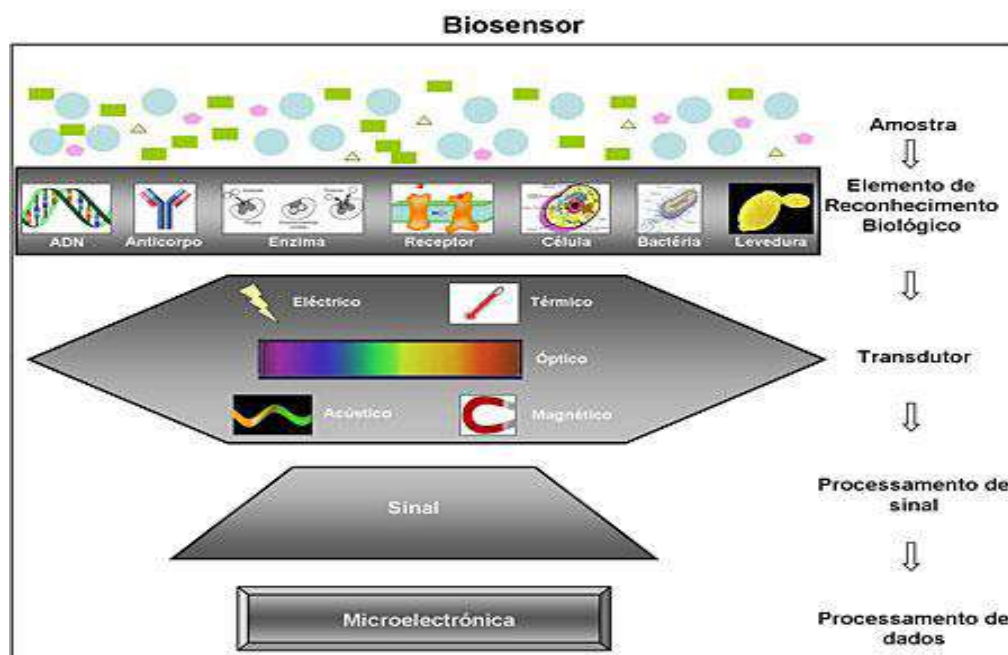 Biosensor
Amostra
ADN Anticorpo Enzima Receptor Célula Bactéria Levedura
Elemento de
Reconhecimento
Biológico
Eléctrico Térmico
Óptico
Acústico Magnético
Transdutor
Sinal
Processamento de
sinal
Microelectrónica
Processamento de
dados